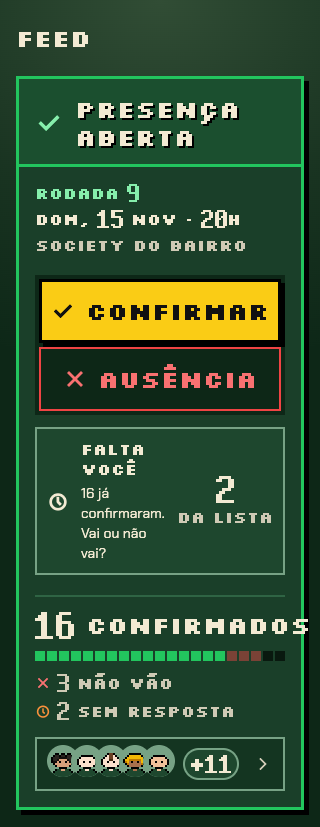 FEED
PRESENÇA
ABERTA
RODADA 9
DOM, 15 NOV · 20H
SOCIETY DO BAIRRO
CONFIRMAR
AUSÊNCIA
FALTA
VOCÊ
16 já
confirmaram.
Vai ou não
vai?
2
DA LISTA
16 CONFIRMADOS
3 NÃO VÃO
2 SEM RESPOSTA
+11